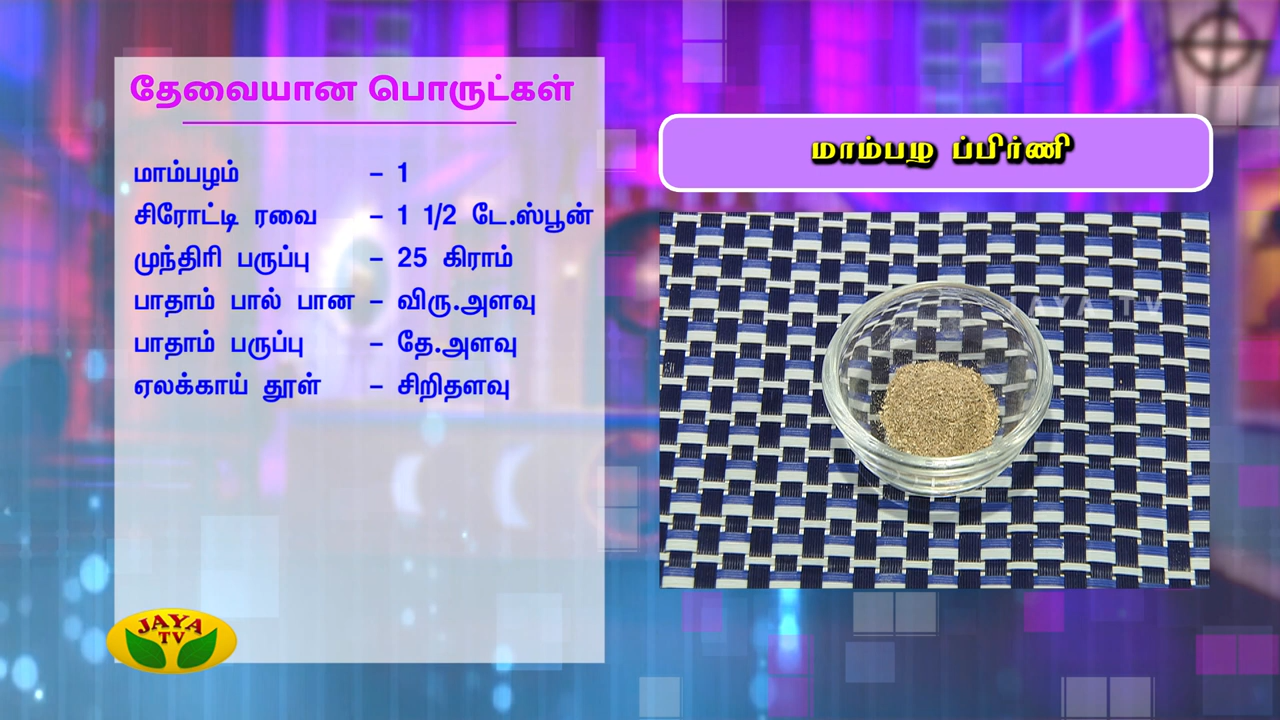 தேவையான பொருட்கள்
மாம்பழம் – 1
சிரோட்டி ரவை – 1 1/2 டே.ஸ்பூன்
முந்திரி பருப்பு – 25 கிராம்
பாதாம் பால் பான – விரு.அளவு
பாதாம் பருப்பு – தே.அளவு
ஏலக்காய் தூள் – சிறிதளவு
மாம்பழ ப்பிர்ணி
JAYA TV
JAYA
TV